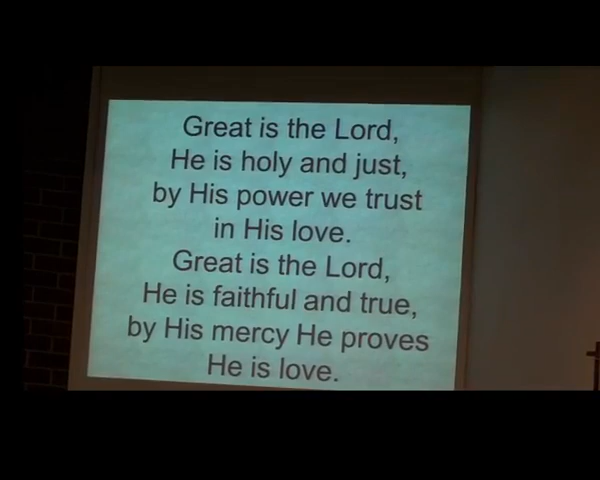 Great is the Lord,
He is holy and just,
by His power we trust
in His love.
Great is the Lord,
He is faithful and true,
by His mercy He proves
He is love.